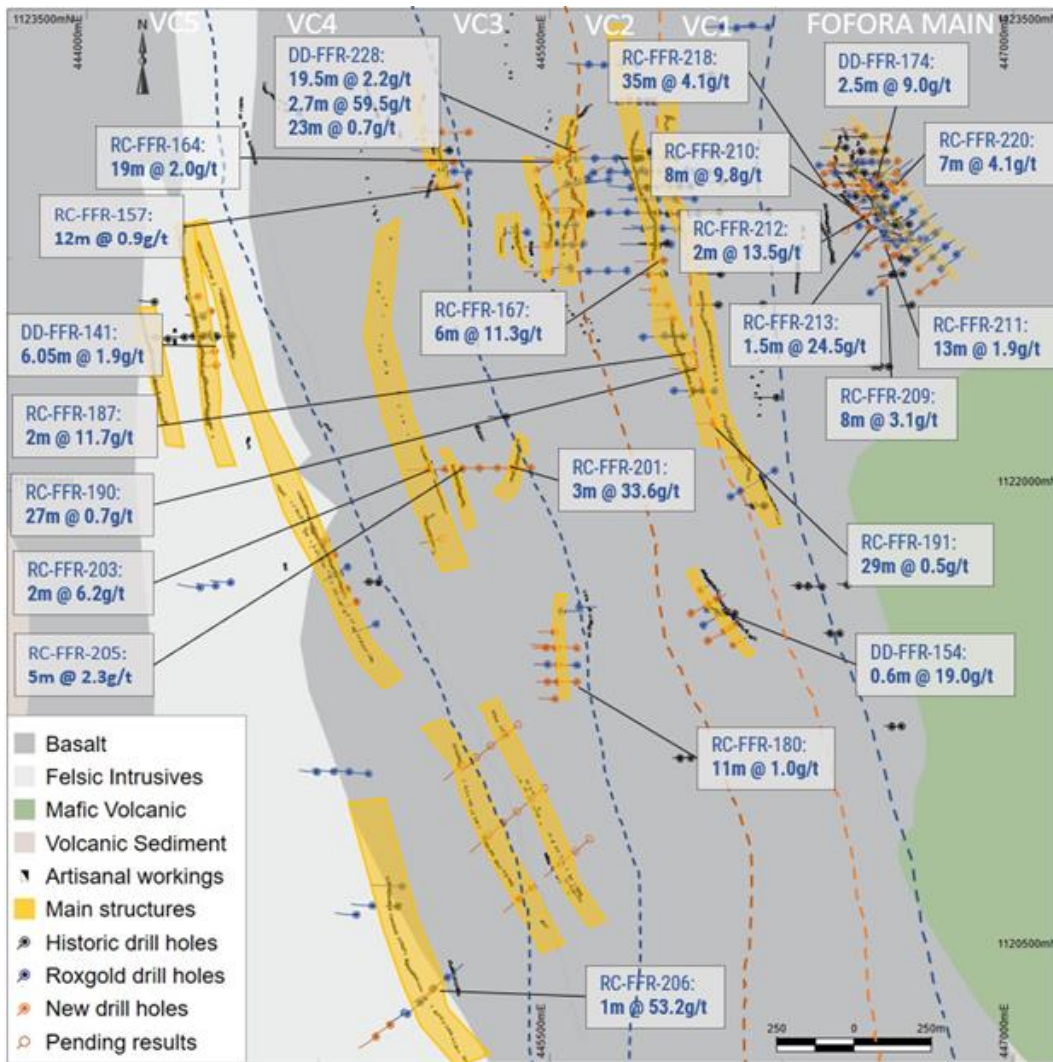 1123500mN
444000mE
VC5
VC4
VC3
445500mE
VC2
VC1
FOFORA MAIN
447000mE
1123500mN
N
DD-FFR-228:
19.5m @ 2.2g/t
2.7m @ 59.5g/t
23m @ 0.7g/t
RC-FFR-218:
35m @ 4.1g/t
DD-FFR-174:
2.5m @ 9.0g/t
RC-FFR-164:
19m @ 2.0g/t
RC-FFR-210:
8m @ 9.8g/t
RC-FFR-220:
7m @ 4.1g/t
RC-FFR-157:
12m @ 0.9g/t
RC-FFR-212:
2m @ 13.5g/t
RC-FFR-167:
6m @ 11.3g/t
RC-FFR-213:
1.5m @ 24.5g/t
RC-FFR-211:
13m @ 1.9g/t
DD-FFR-141:
6.05m @ 1.9g/t
RC-FFR-209:
8m @ 3.1g/t
RC-FFR-187:
2m @ 11.7g/t
RC-FFR-190:
27m @ 0.7g/t
RC-FFR-201:
3m @ 33.6g/t
1122000mN
RC-FFR-203:
2m @ 6.2g/t
RC-FFR-191:
29m @ 0.5g/t
RC-FFR-205:
5m @ 2.3g/t
DD-FFR-154:
0.6m @ 19.0g/t
RC-FFR-180:
11m @ 1.0g/t
Basalt
Felsic Intrusives
Mafic Volcanic
Volcanic Sediment
Artisanal workings
Main structures
Historic drill holes
Roxgold drill holes
New drill holes
Pending results
1120500mN
RC-FFR-206:
1m @ 53.2g/t
445500mE
447000mE
250 0 250m